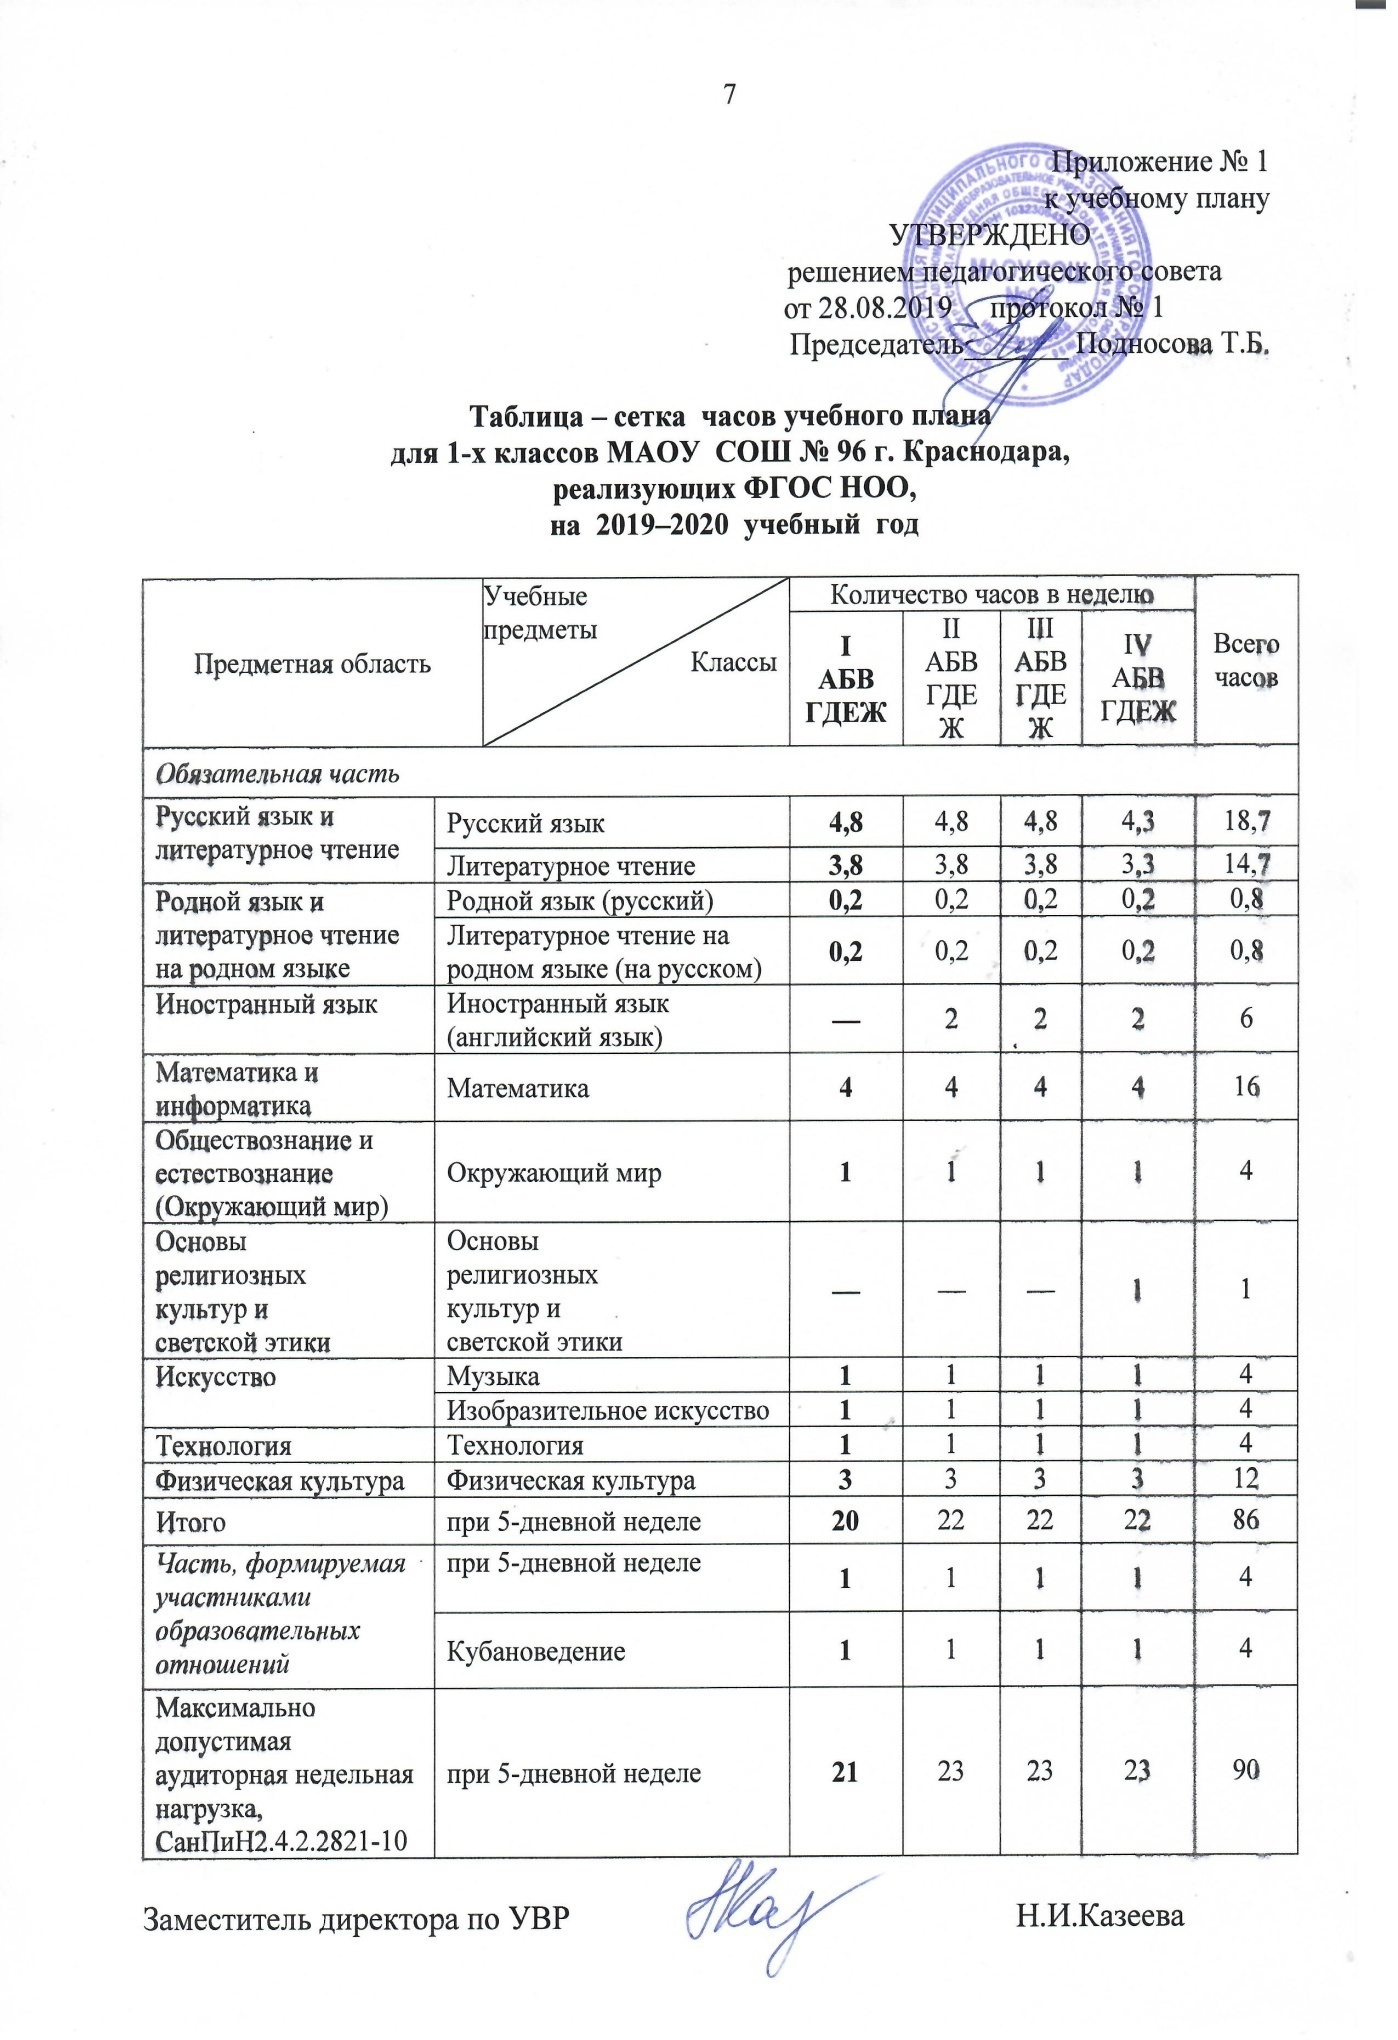 7
Приложение № 1
к учебному плану
УТВЕРЖДЕНО
решением педагогического совета
от 28.08.2019 протокол № 1
Председатель Подносова Т.Б.
МАОУ СОШ
Таблица – сетка часов учебного плана
для 1-х классов МАОУ СОШ № 96 г. Краснодара,
реализующих ФГОС НОО,
на 2019–2020 учебный год
Предметная область
Учебные
предметы
Классы
Количество часов в неделю
I
АБВ
ГДЕЖ
II
АБВ
ГДЕ
Ж
III
АБВ
ГДЕ
Ж
IV
АБВ
ГДЕЖ
Всего
часов
Обязательная часть
Русский язык и
литературное чтение
Русский язык 4,8 4,8 4,8 4,3 18,7
Литературное чтение 3,8 3,8 3,8 3,3 14,7
Родной язык и
литературное чтение
на родном языке
Родной язык (русский) 0,2 0,2 0,2 0,2 0,8
Литературное чтение на
родном языке (на русском) 0,2 0,2 0,2 0,2 0,8
Иностранный язык
Иностранный язык
(английский язык) — 2 2 2 6
Математика и
информатика
Математика 4 4 4 4 16
Обществознание и
естествознание
(Окружающий мир)
Окружающий мир 1 1 1 1 4
Основы
религиозных
культур и
светской этики
Основы
религиозных
культур и
светской этики
— — — 1 1
Искусство
Музыка 1 1 1 1 4
Изобразительное искусство 1 1 1 1 4
Технология Технология 1 1 1 1 4
Физическая культура Физическая культура 3 3 3 3 12
Итого при 5-дневной неделе 20 22 22 22 86
Часть, формируемая
участниками
образовательных
отношений
при 5-дневной неделе 1 1 1 1 4
Кубановедение 1 1 1 1 4
Максимально
допустимая
аудиторная недельная
нагрузка,
СанПиН2.4.2.2821-10
при 5-дневной неделе 21 23 23 23 90
Заместитель директора по УВР Н.И.Казеева